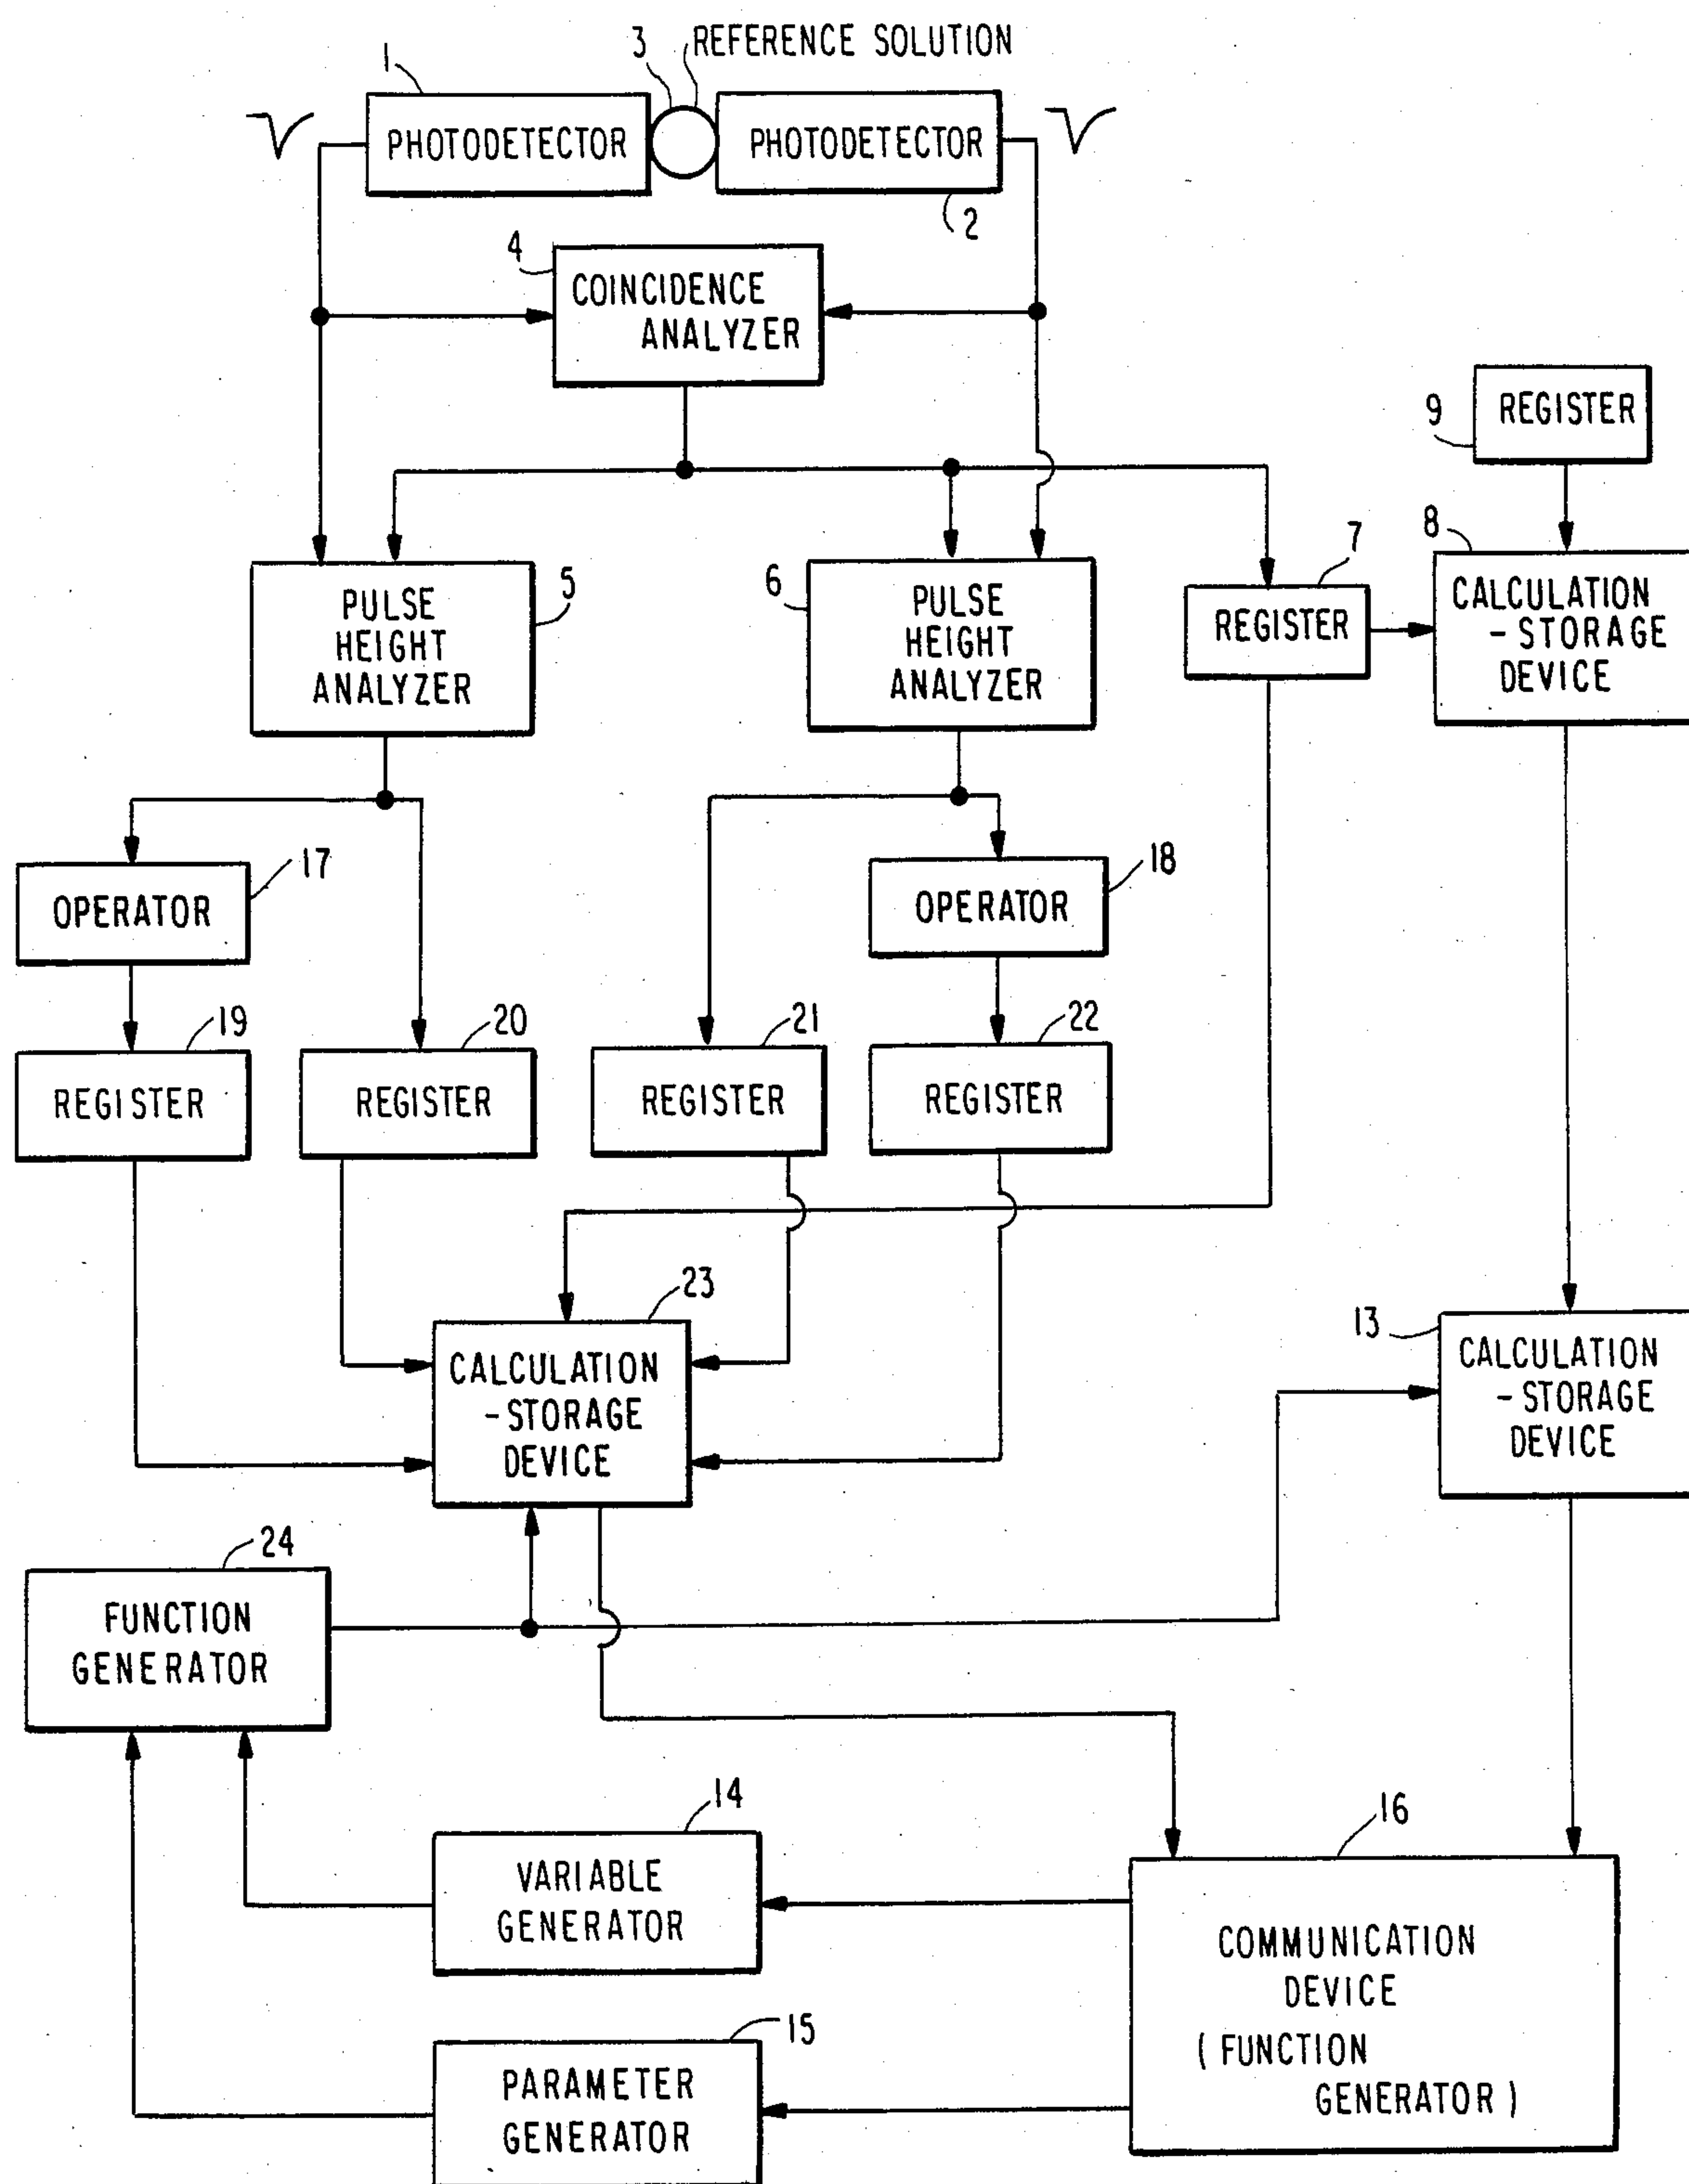 3 REFERENCE SOLUTION
1
PHOTODETECTOR
PHOTODETECTOR
2
4
COINCIDENCE
ANALYZER
9
REGISTER
5
PULSE
HEIGHT
ANALYZER
6
PULSE
HEIGHT
ANALYZER
7
REGISTER
8
CALCULATION
-STORAGE
DEVICE
17
OPERATOR
18
OPERATOR
19
REGISTER
20
REGISTER
21
REGISTER
22
REGISTER
23
CALCULATION
-STORAGE
DEVICE
13
CALCULATION
-STORAGE
DEVICE
24
FUNCTION
GENERATOR
14
VARIABLE
GENERATOR
16
COMMUNICATION
DEVICE
(FUNCTION
GENERATOR)
15
PARAMETER
GENERATOR